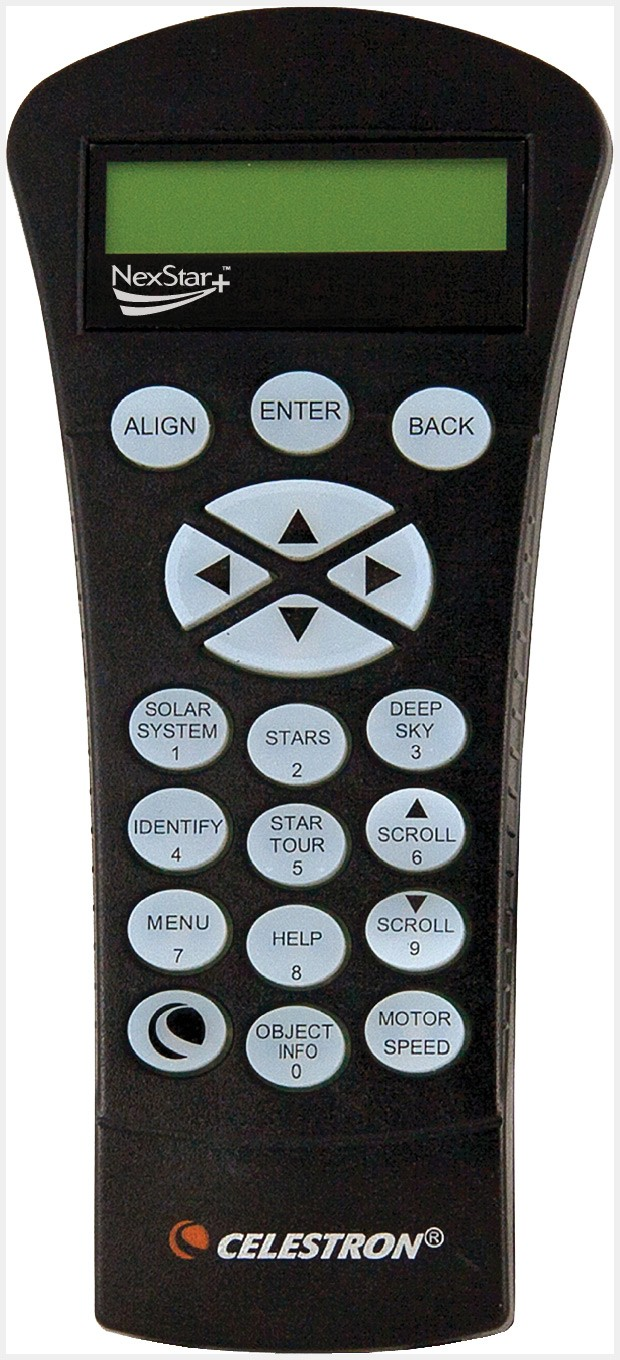 NexStar+™
ALIGN
ENTER
BACK
SOLAR
SYSTEM
1
STARS
2
DEEP
SKY
3
IDENTIFY
4
STAR
TOUR
5
SCROLL
6
MENU
7
HELP
8
SCROLL
9
OBJECT
INFO
0
MOTOR
SPEED
CELESTRON®